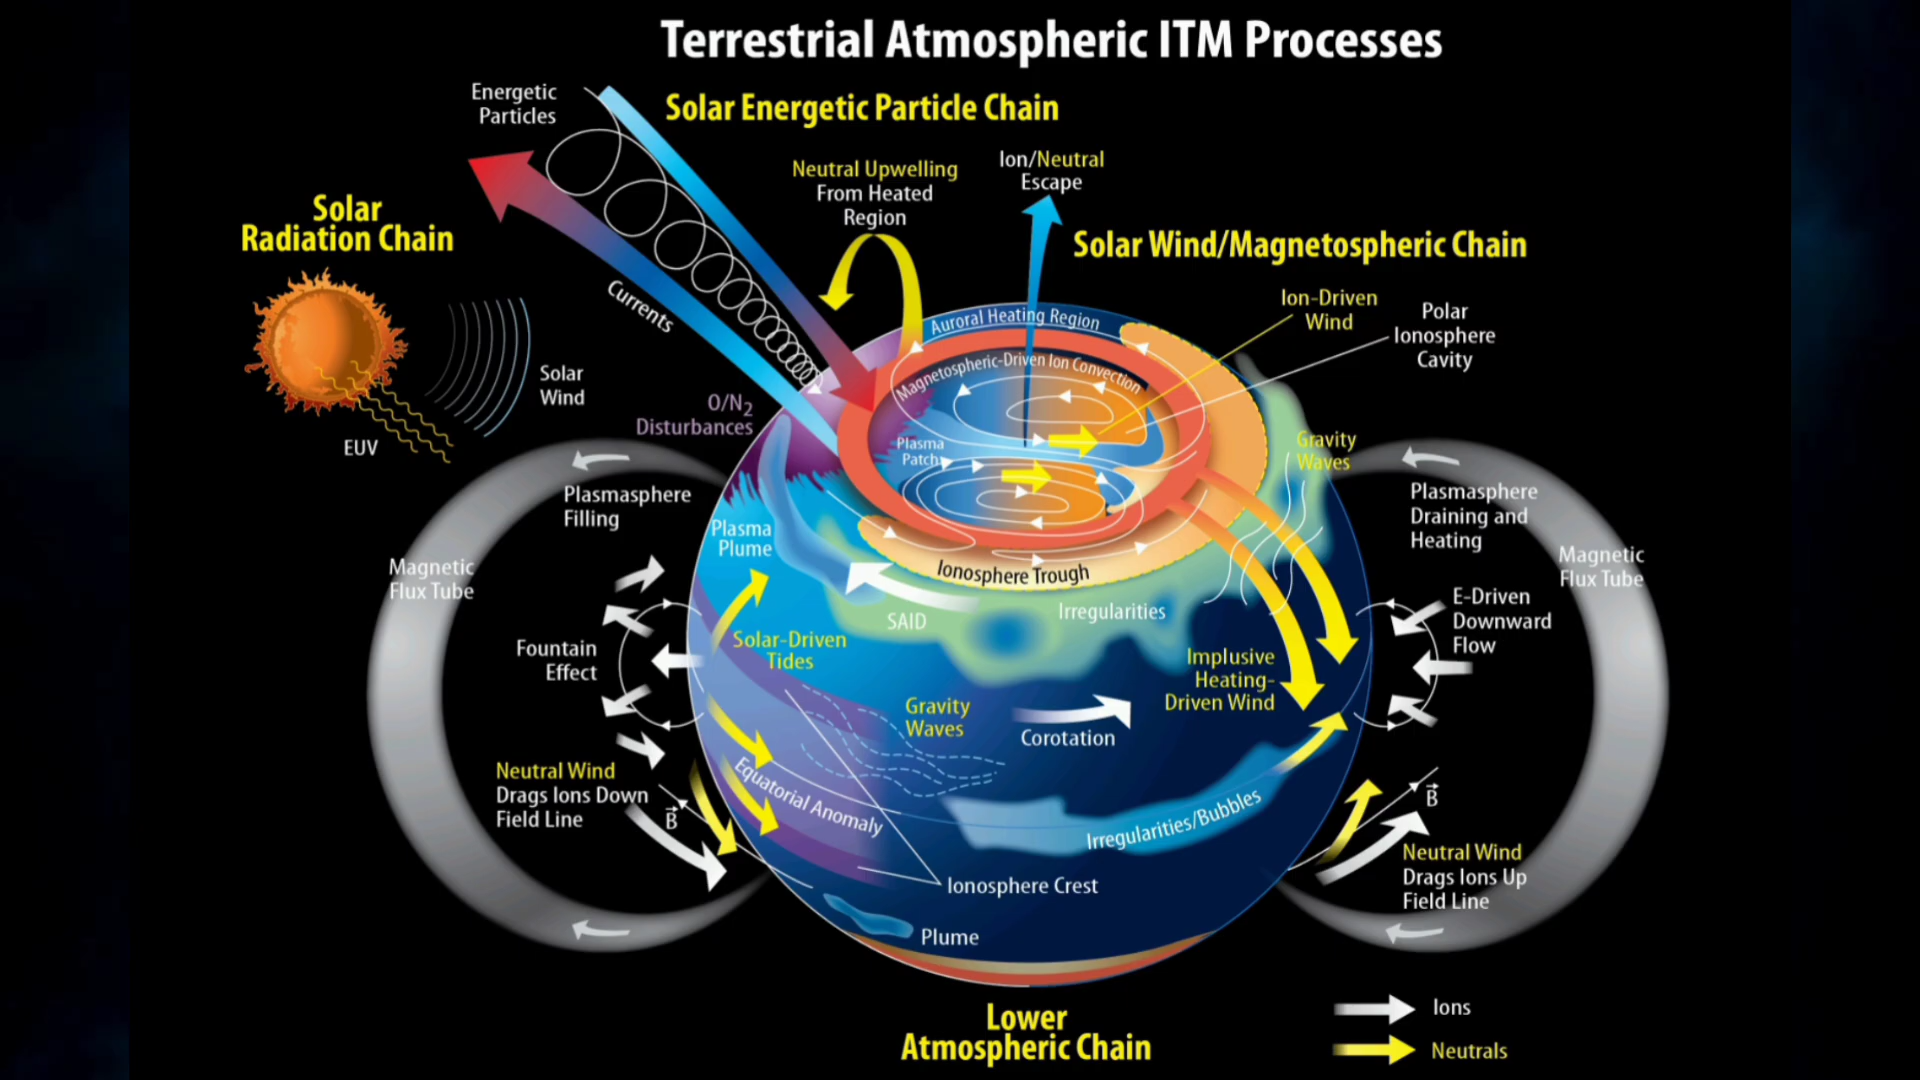 Terrestrial Atmospheric ITM Processes
Energetic
Particles
Solar Energetic Particle Chain
Neutral Upwelling
From Heated
Region
Ion/Neutral
Escape
Solar
Radiation Chain
Solar Wind/Magnetospheric Chain
Currents
Ion-Driven
Wind
Polar
Ionosphere
Cavity
Auroral Heating Region
Magnetospheric-Driven Ion Convection
Solar
Wind
EUV
O/N2
Disturbances
Plasma
Patch
Gravity
Waves
Plasmasphere
Filling
Plasma
Plume
Plasmasphere
Draining and
Heating
Magnetic
Flux Tube
Magnetic
Flux Tube
Ionosphere Trough
SAID
Irregularities
E-Driven
Downward
Flow
Fountain
Effect
Solar-Driven
Tides
Implusive
Heating-
Driven Wind
Gravity
Waves
Corotation
Neutral Wind
Drags Ions Down
Field Line
B
Equatorial Anomaly
Irregularities/Bubbles
B
Neutral Wind
Drags Ions Up
Field Line
Ionosphere Crest
Plume
Lower
Atmospheric Chain
Ions
Neutrals